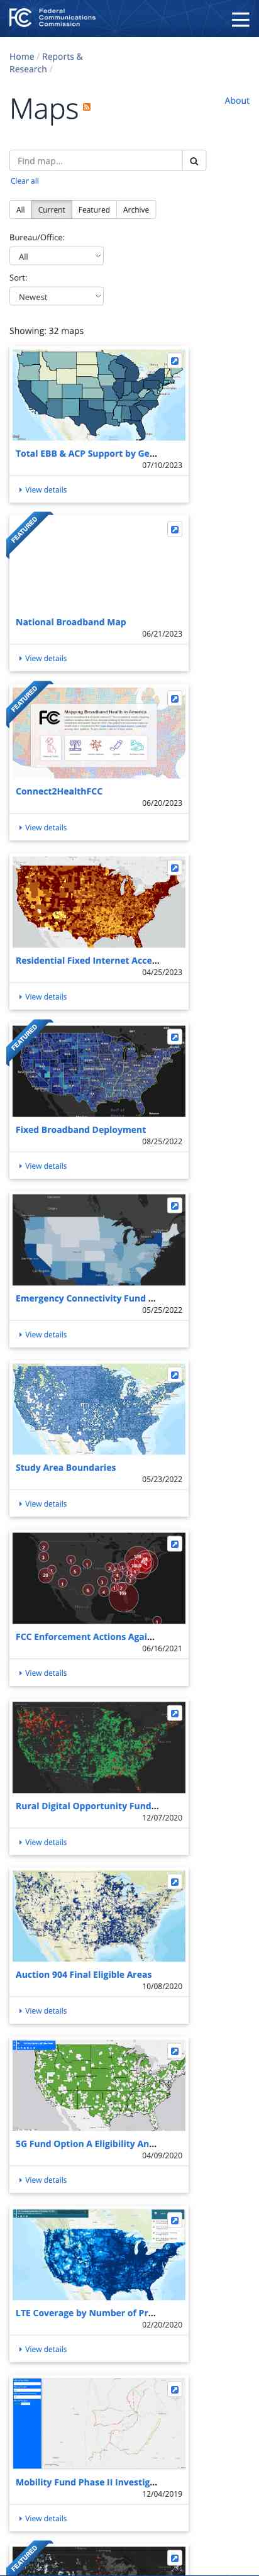 Federal
Communications
Commission
Home / Reports &
Research /
Maps
About
Find map...
Clear all
All Current Featured Archive
Bureau/Office:
All
Sort:
Newest
Showing: 32 maps
Total EBB & ACP Support by Ge...
07/10/2023
View details
FEATURED
National Broadband Map
06/21/2023
View details
FEATURED
FCC
Mapping Broadband Health in America
Connect2HealthFCC
06/20/2023
View details
Residential Fixed Internet Acce...
04/25/2023
View details
FEATURED
Fixed Broadband Deployment
08/25/2022
View details
Emergency Connectivity Fund ...
05/25/2022
View details
Study Area Boundaries
05/23/2022
View details
FCC Enforcement Actions Agai...
06/16/2021
View details
Rural Digital Opportunity Fund...
12/07/2020
View details
Auction 904 Final Eligible Areas
10/08/2020
View details
5G Fund Option A Eligibility An...
04/09/2020
View details
LTE Coverage by Number of Pr...
02/20/2020
View details
Mobility Fund Phase II Investig...
12/04/2019
View details
FEATURED